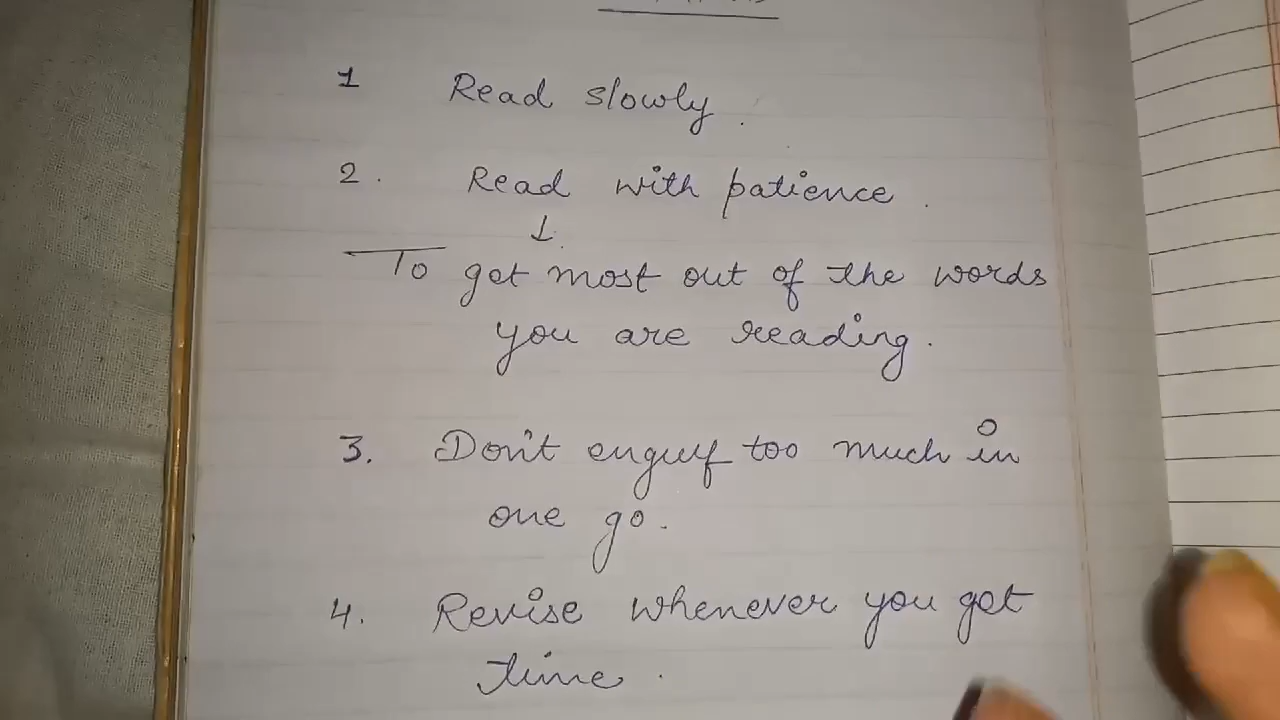 1 Read slowly.
2. Read with patience.
↓
To get most out of the words
you are reading.
3. Don't engulf too much in
one go.
4. Revise whenever you get
time.